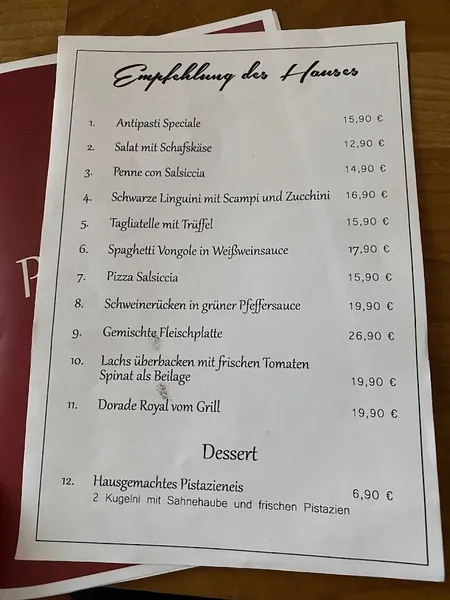 Empfehlung des Hauses
1. Antipasti Speciale 15,90 €
2. Salat mit Schafskäse 12,90 €
3. Penne con Salsiccia 14,90 €
4. Schwarze Linguini mit Scampi und Zucchini 16,90 €
5. Tagliatelle mit Trüffel 15,90 €
6. Spaghetti Vongole in Weißweinsauce 17,90 €
7. Pizza Salsiccia 15,90 €
8. Schweinerücken in grüner Pfeffersauce 19,90 €
9. Gemischte Fleischplatte 26,90 €
10. Lachs überbacken mit frischen Tomaten
Spinat als Beilage 19,90 €
11. Dorade Royal vom Grill 19,90 €
Dessert
12. Hausgemachtes Pistazieneis 6,90 €
2 Kugelnl mit Sahnehaube und frischen Pistazien